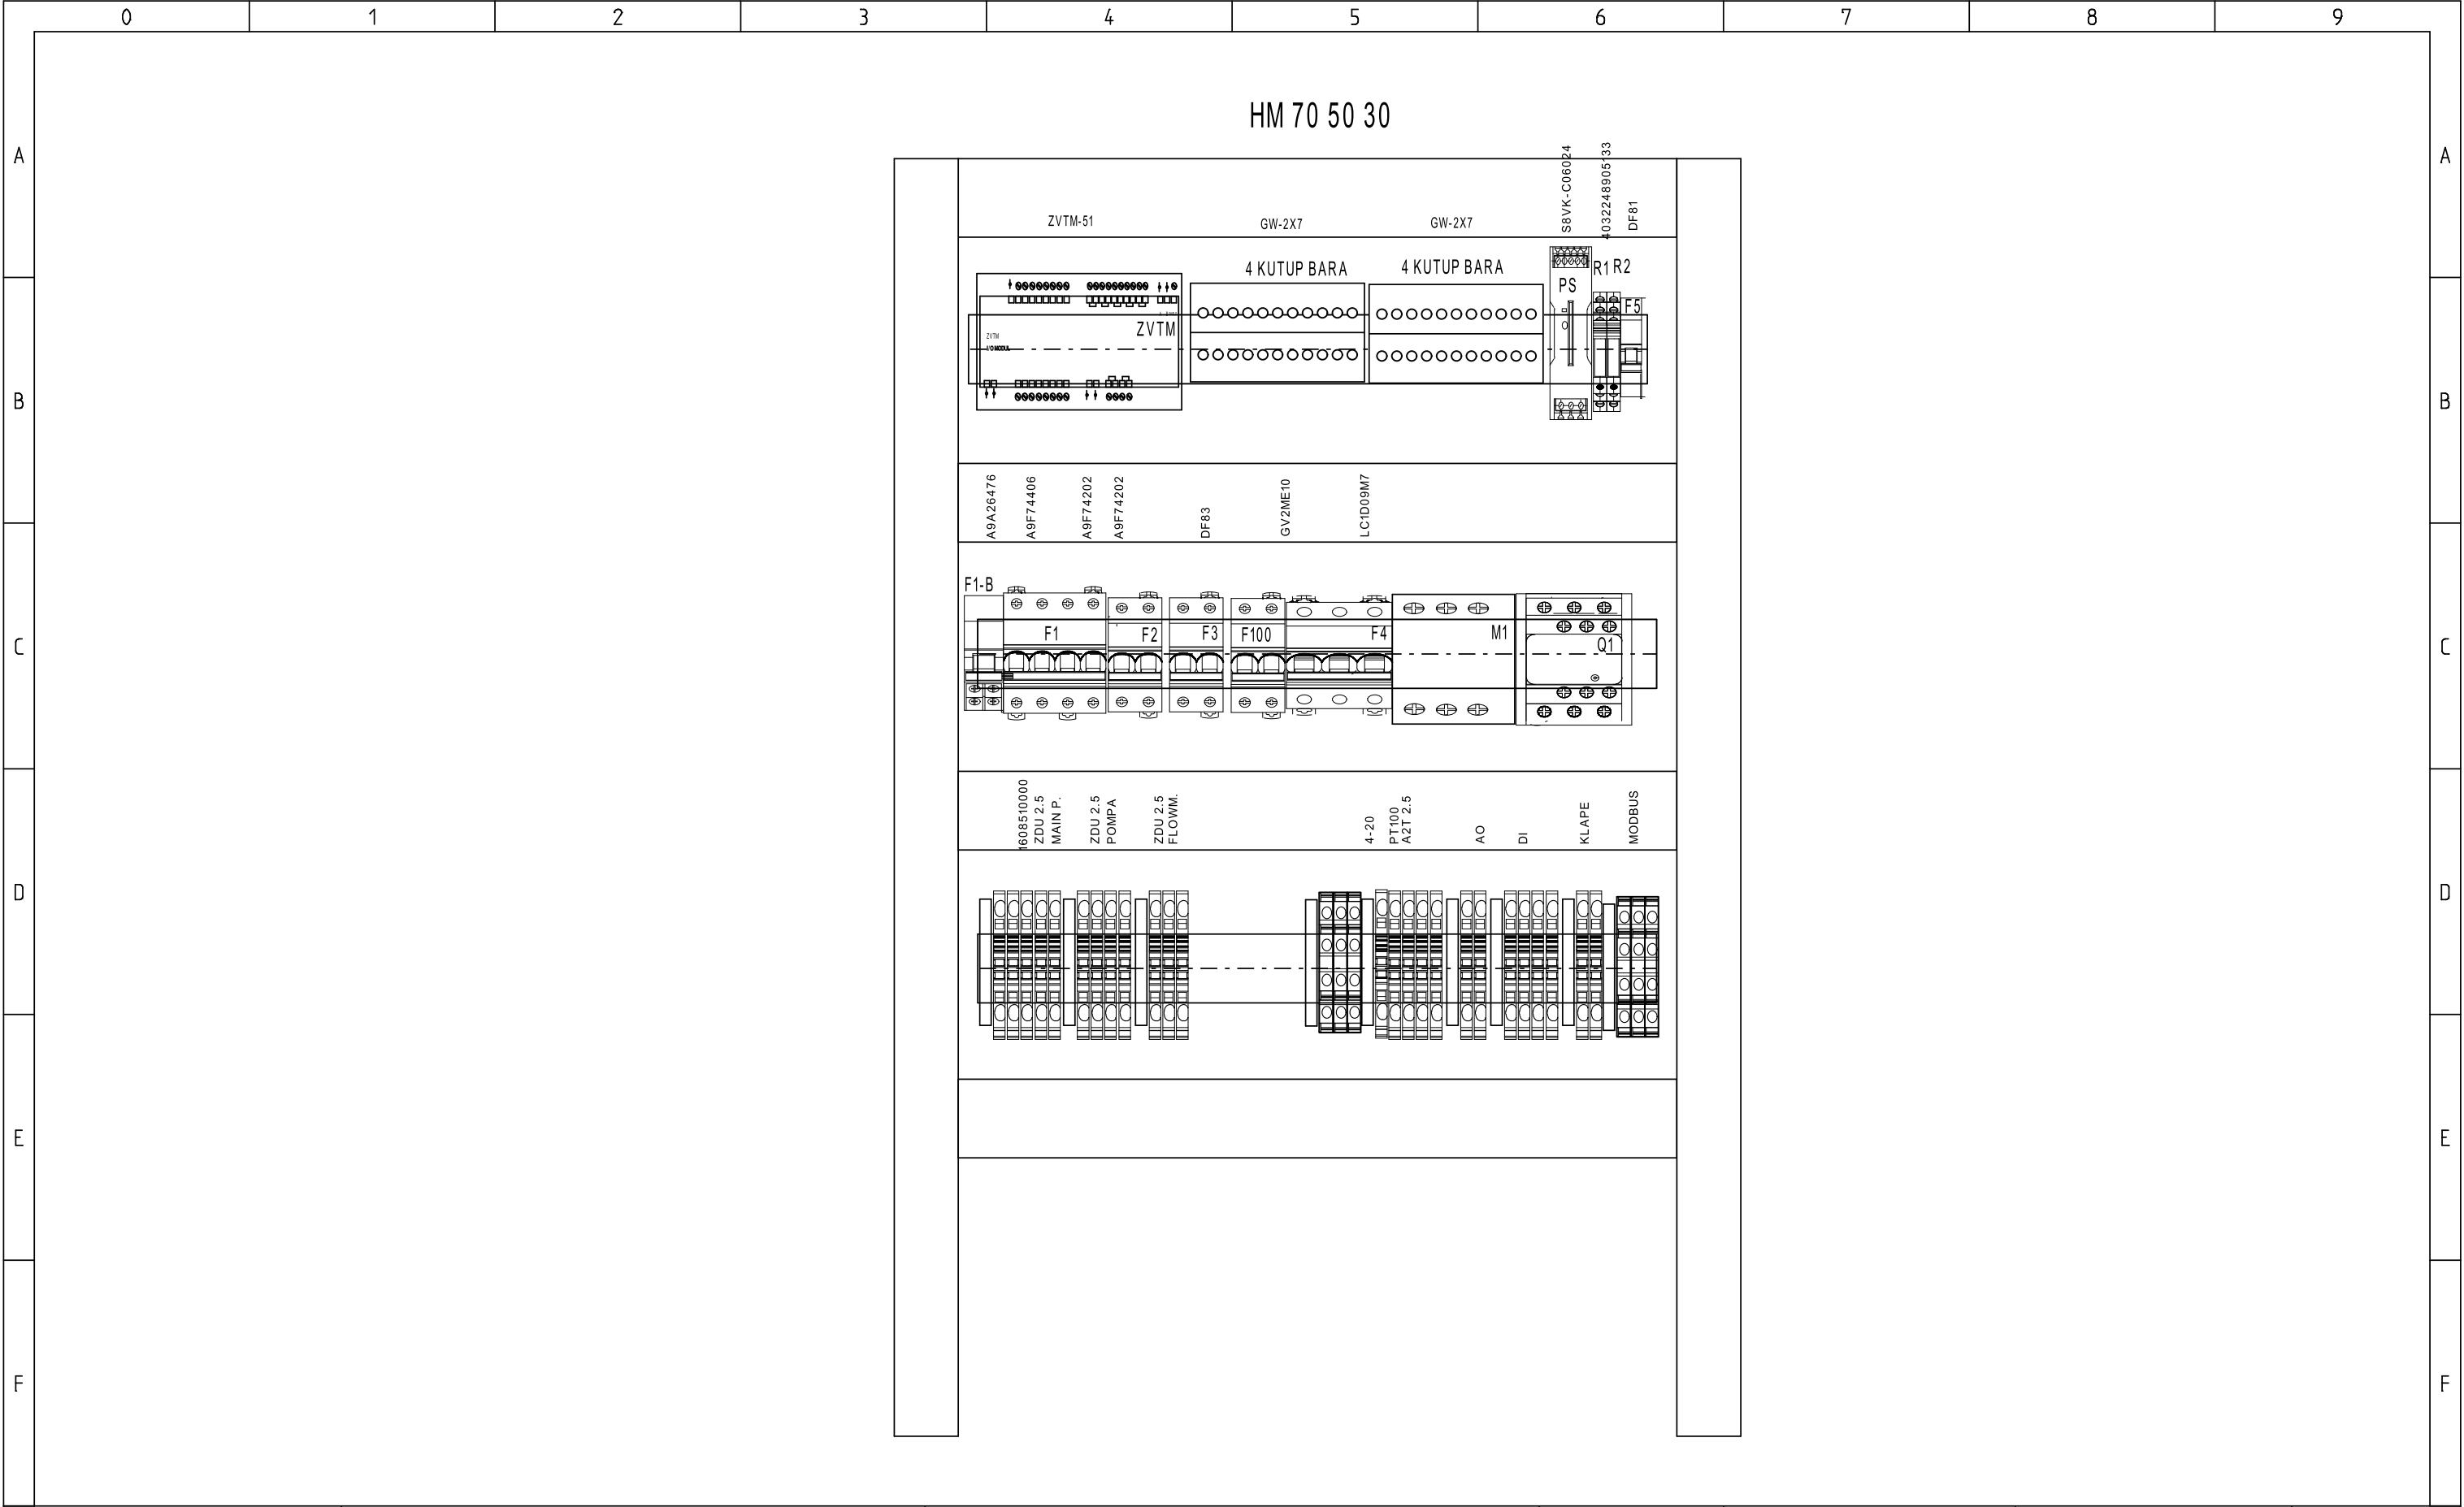 0 1 2 3 4 5 6 7 8 9
HM 70 50 30
A A
ZVTM-51
GW-2X7
GW-2X7
S8VK-C06024
4032248905133
DF81
4 KUTUP BARA
4 KUTUP BARA
PS
R1 R2
F5
ZVTM
ZVTM
I/O MODUL
B B
A9A26476
A9F74406
A9F74202
A9F74202
DF83
GV2ME10
LC1D09M7
F1-B
F1
F2
F3
F100
F4
M1
Q1
C C
1608510000
ZDU 2.5
MAIN P.
ZDU 2.5
POMPA
ZDU 2.5
FLOWM.
4-20
PT100
A2T 2.5
AO
DI
KLAPE
MODBUS
D D
E E
F F